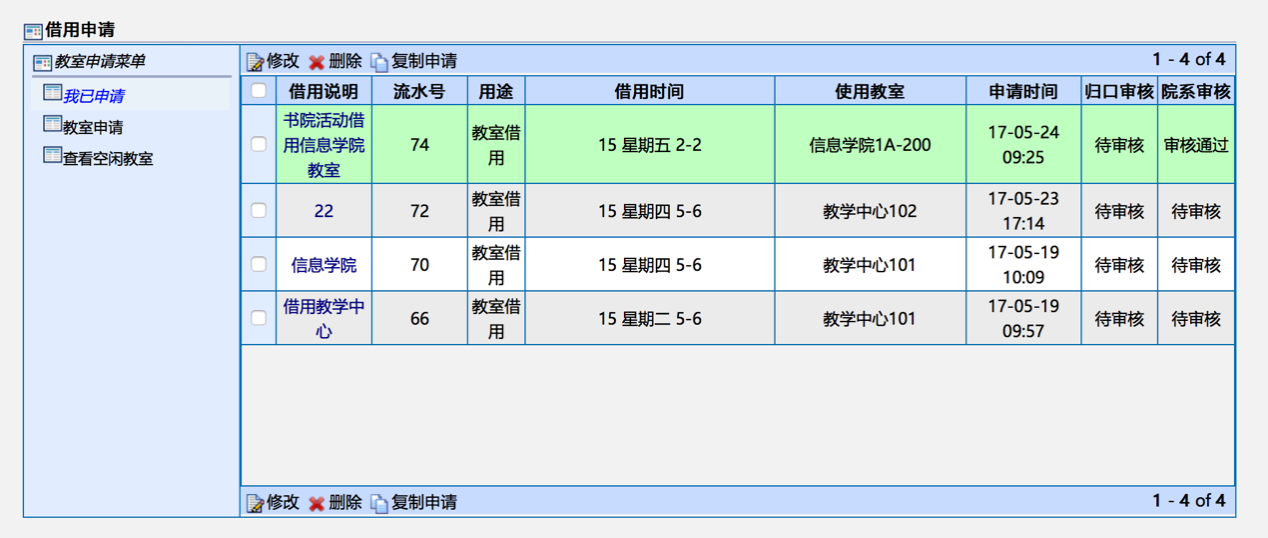 借用申请
教室申请菜单
我已申请
教室申请
查看空闲教室
修改 删除 复制申请 1 - 4 of 4
借用说明 流水号 用途 借用时间 使用教室 申请时间 归口审核 院系审核
书院活动借
用信息学院
教室
74
教室借
用
15 星期五 2-2
信息学院1A-200
17-05-24
09:25
待审核
审核通过
22
72
教室借
用
15 星期四 5-6
教学中心102
17-05-23
17:14
待审核
待审核
信息学院
70
教室借
用
15 星期四 5-6
教学中心101
17-05-19
10:09
待审核
待审核
借用教学中
心
66
教室借
用
15 星期二 5-6
教学中心101
17-05-19
09:57
待审核
待审核
修改 删除 复制申请 1 - 4 of 4